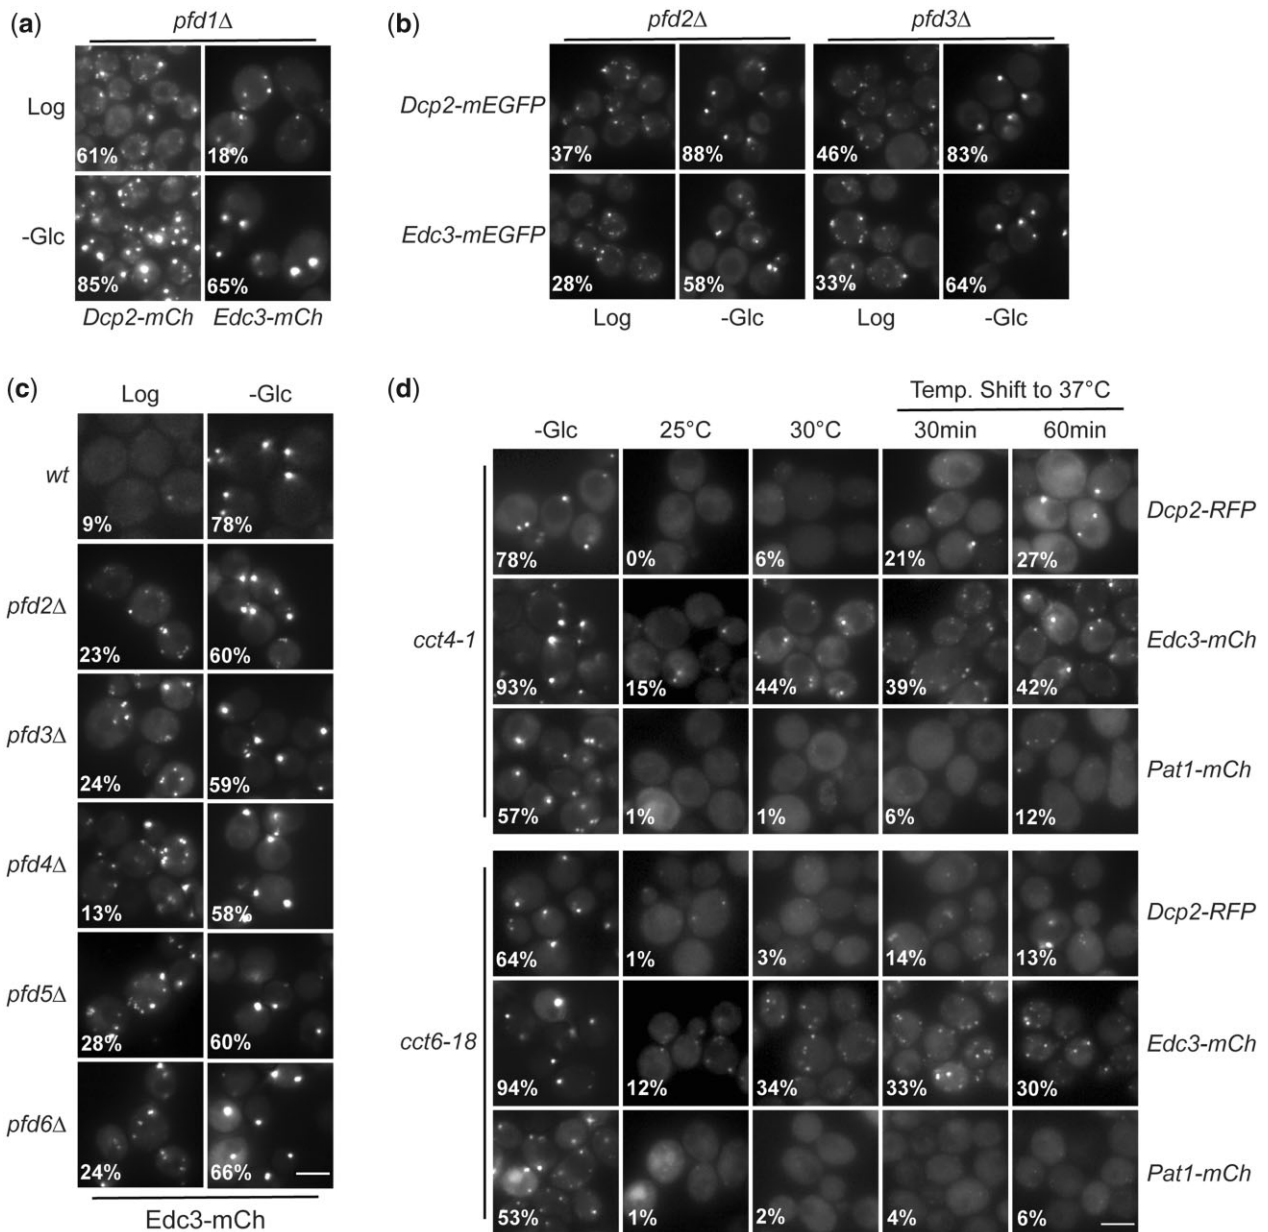 (a) pfd1Δ
Log 61% 18%
-Glc 85% 65%
Dcp2-mCh Edc3-mCh
(b) pfd2Δ pfd3Δ
Dcp2-mEGFP 37% 88% 46% 83%
Edc3-mEGFP 28% 58% 33% 64%
Log -Glc Log -Glc
(c) Log -Glc
wt 9% 78%
pfd2Δ 23% 60%
pfd3Δ 24% 59%
pfd4Δ 13% 58%
pfd5Δ 28% 60%
pfd6Δ 24% 66%
Edc3-mCh
(d) Temp. Shift to 37°C
-Glc 25°C 30°C 30min 60min
cct4-1
78% 0% 6% 21% 27% Dcp2-RFP
93% 15% 44% 39% 42% Edc3-mCh
57% 1% 1% 6% 12% Pat1-mCh
cct6-18
64% 1% 3% 14% 13% Dcp2-RFP
94% 12% 34% 33% 30% Edc3-mCh
53% 1% 2% 4% 6% Pat1-mCh